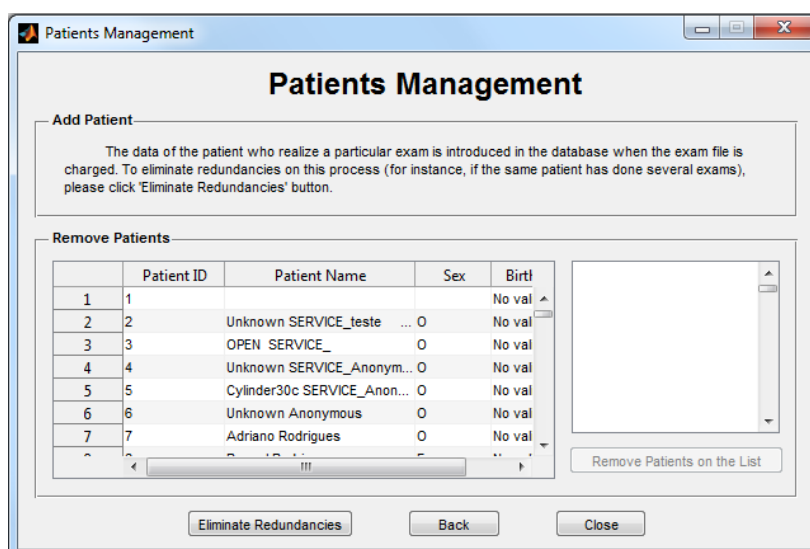 Patients Management
Patients Management
Add Patient
The data of the patient who realize a particular exam is introduced in the database when the exam file is
charged. To eliminate redundancies on this process (for instance, if the same patient has done several exams),
please click 'Eliminate Redundancies' button.
Remove Patients
Patient ID Patient Name Sex Birt
1 1 No val
2 2 Unknown SERVICE_teste ... O No val
3 3 OPEN SERVICE_ O No val
4 4 Unknown SERVICE_Anonym... O No val
5 5 Cylinder30c SERVICE_Anon... O No val
6 6 Unknown Anonymous O No val
7 7 Adriano Rodrigues O No val
Remove Patients on the List
Eliminate Redundancies Back Close